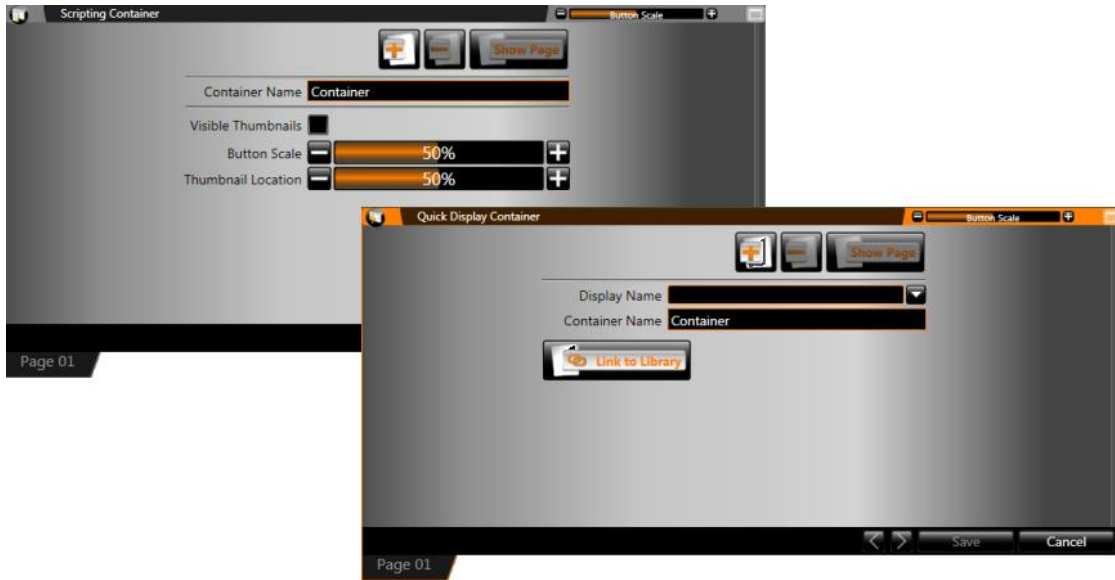 Scripting Container
Button Scale
Show Page
Container Name Container
Visible Thumbnails
Button Scale 50%
Thumbnail Location 50%
Page 01
Quick Display Container
Button Scale
Show Page
Display Name
Container Name Container
Link to Library
Save Cancel
Page 01